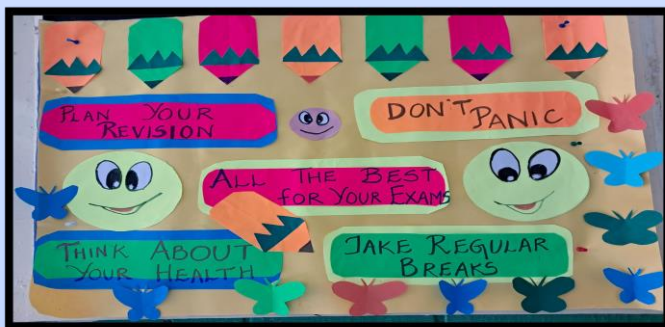 PLAN YOUR
REVISION
DON'T
PANIC
ALL THE BEST
for YOUR EXAMS
THINK ABOUT
YOUR HEALTH
TAKE REGULAR
BREAKS